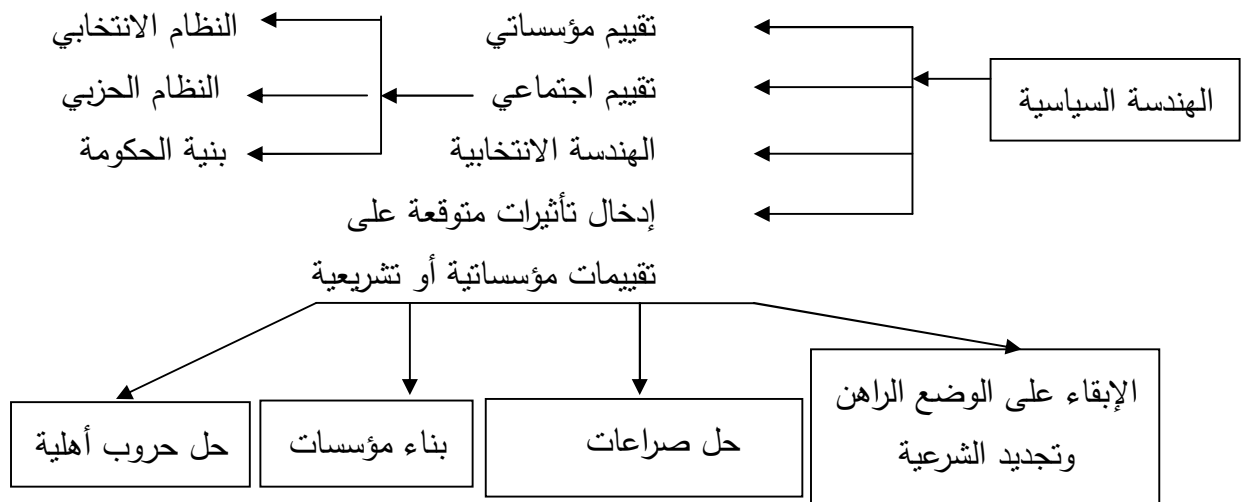 الهندسة السياسية
تقييم مؤسساتي
تقييم اجتماعي
الهندسة الانتخابية
إدخال تأثيرات متوقعة على
تقييمات مؤسساتية أو تشريعية
النظام الانتخابي
النظام الحزبي
بنية الحكومة
الإبقاء على الوضع الراهن
وتجديد الشرعية
حل صراعات
بناء مؤسسات
حل حروب أهلية